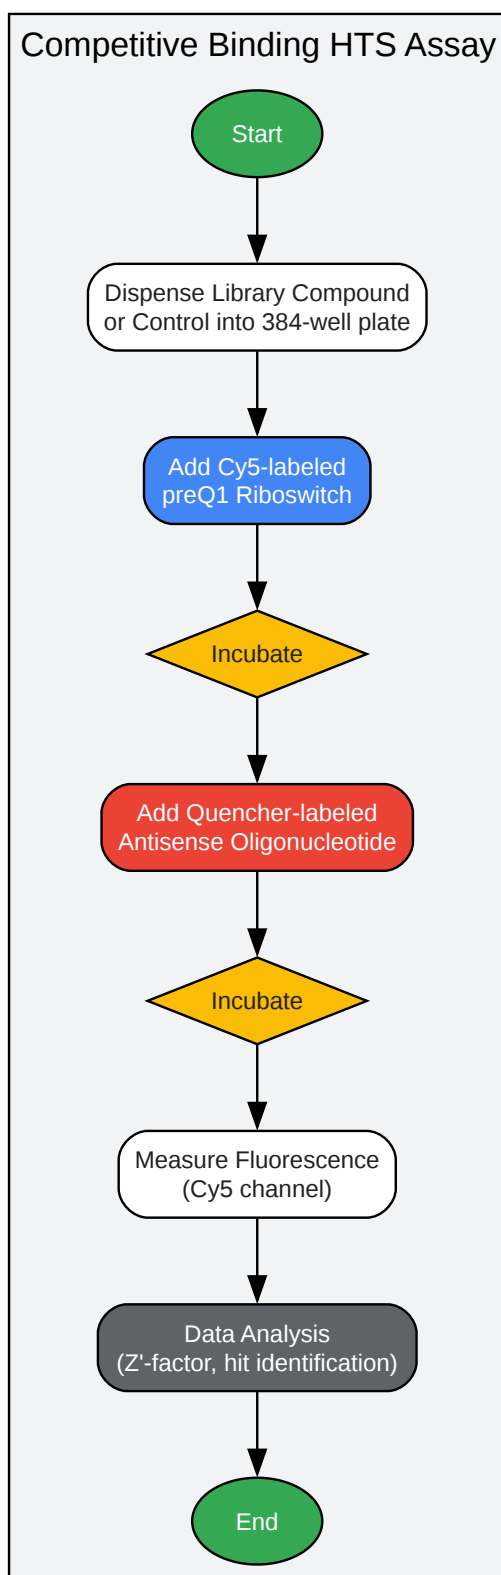 Competitive Binding HTS Assay
Start
Dispense Library Compound
or Control into 384-well plate
Add Cy5-labeled
preQ1 Riboswitch
Incubate
Add Quencher-labeled
Antisense Oligonucleotide
Incubate
Measure Fluorescence
(Cy5 channel)
Data Analysis
(Z'-factor, hit identification)
End